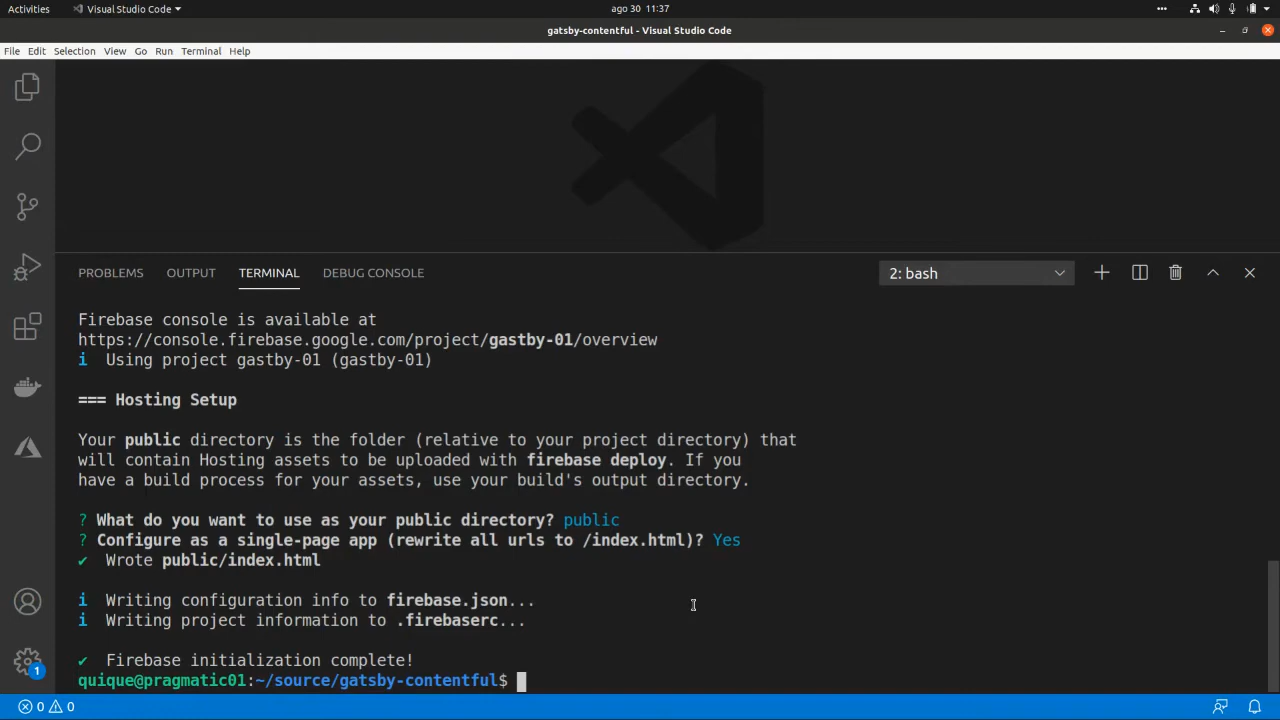 Activities
Visual Studio Code
ago 30 11:37
gatsby-contentful - Visual Studio Code
File Edit Selection View Go Run Terminal Help
PROBLEMS OUTPUT TERMINAL DEBUG CONSOLE
2: bash
Firebase console is available at
https://console.firebase.google.com/project/gastby-01/overview
i Using project gastby-01 (gastby-01)
=== Hosting Setup
Your public directory is the folder (relative to your project directory) that
will contain Hosting assets to be uploaded with firebase deploy. If you
have a build process for your assets, use your build's output directory.
? What do you want to use as your public directory? public
? Configure as a single-page app (rewrite all urls to /index.html)? Yes
✔ Wrote public/index.html
i Writing configuration info to firebase.json...
i Writing project information to .firebaserc...
✔ Firebase initialization complete!
quique@pragmatic01:~/source/gatsby-contentful$
1
0 0